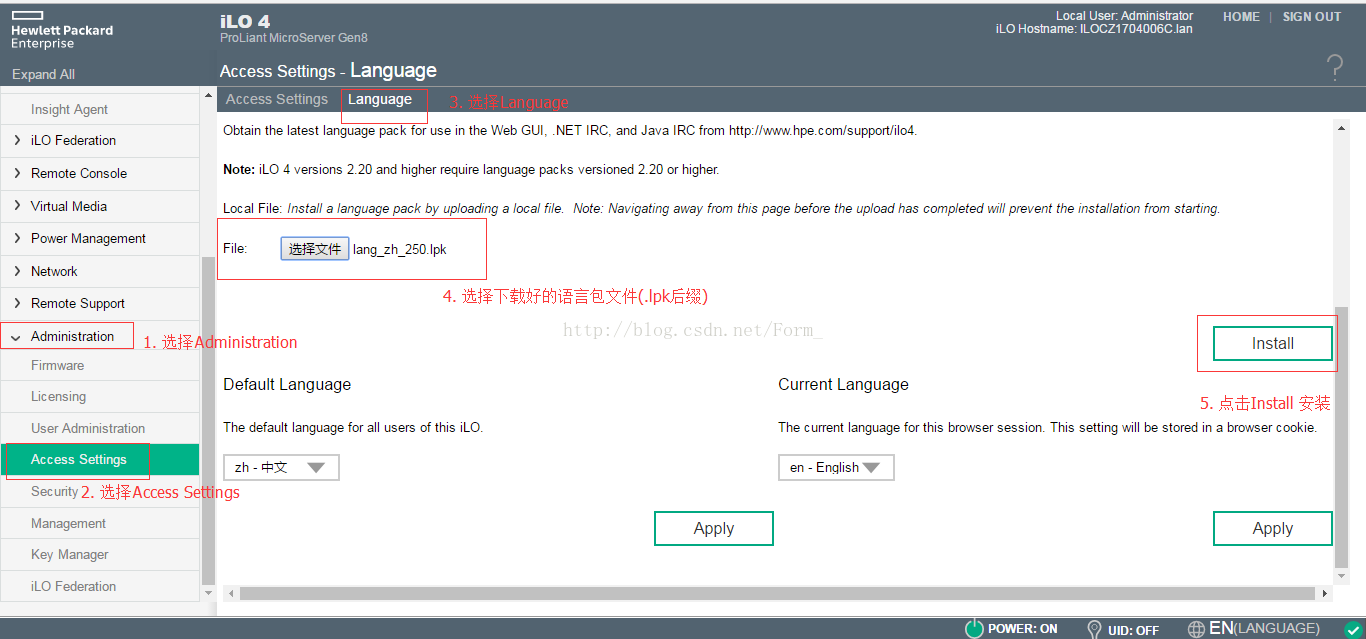 Hewlett Packard
Enterprise
iLO 4
ProLiant MicroServer Gen8
Local User: Administrator
iLO Hostname: ILOCZ1704006C.lan
HOME | SIGN OUT
Expand All
Access Settings - Language
?
Access Settings
Language
3. 选择Language
Insight Agent
iLO Federation
Remote Console
Virtual Media
Power Management
Network
Remote Support
Administration
1. 选择Administration
Firmware
Licensing
User Administration
Access Settings
Security
2. 选择Access Settings
Management
Key Manager
iLO Federation
Obtain the latest language pack for use in the Web GUI, .NET IRC, and Java IRC from http://www.hpe.com/support/ilo4.
Note: iLO 4 versions 2.20 and higher require language packs versioned 2.20 or higher.
Local File: Install a language pack by uploading a local file. Note: Navigating away from this page before the upload has completed will prevent the installation from starting.
File: 选择文件 lang_zh_250.lpk
4. 选择下载好的语言包文件(.lpk后缀)
http://blog.csdn.net/Form_
Install
5. 点击Install 安装
Default Language
The default language for all users of this iLO.
zh - 中文
Apply
Current Language
The current language for this browser session. This setting will be stored in a browser cookie.
en - English
Apply
POWER: ON
UID: OFF
EN(LANGUAGE)